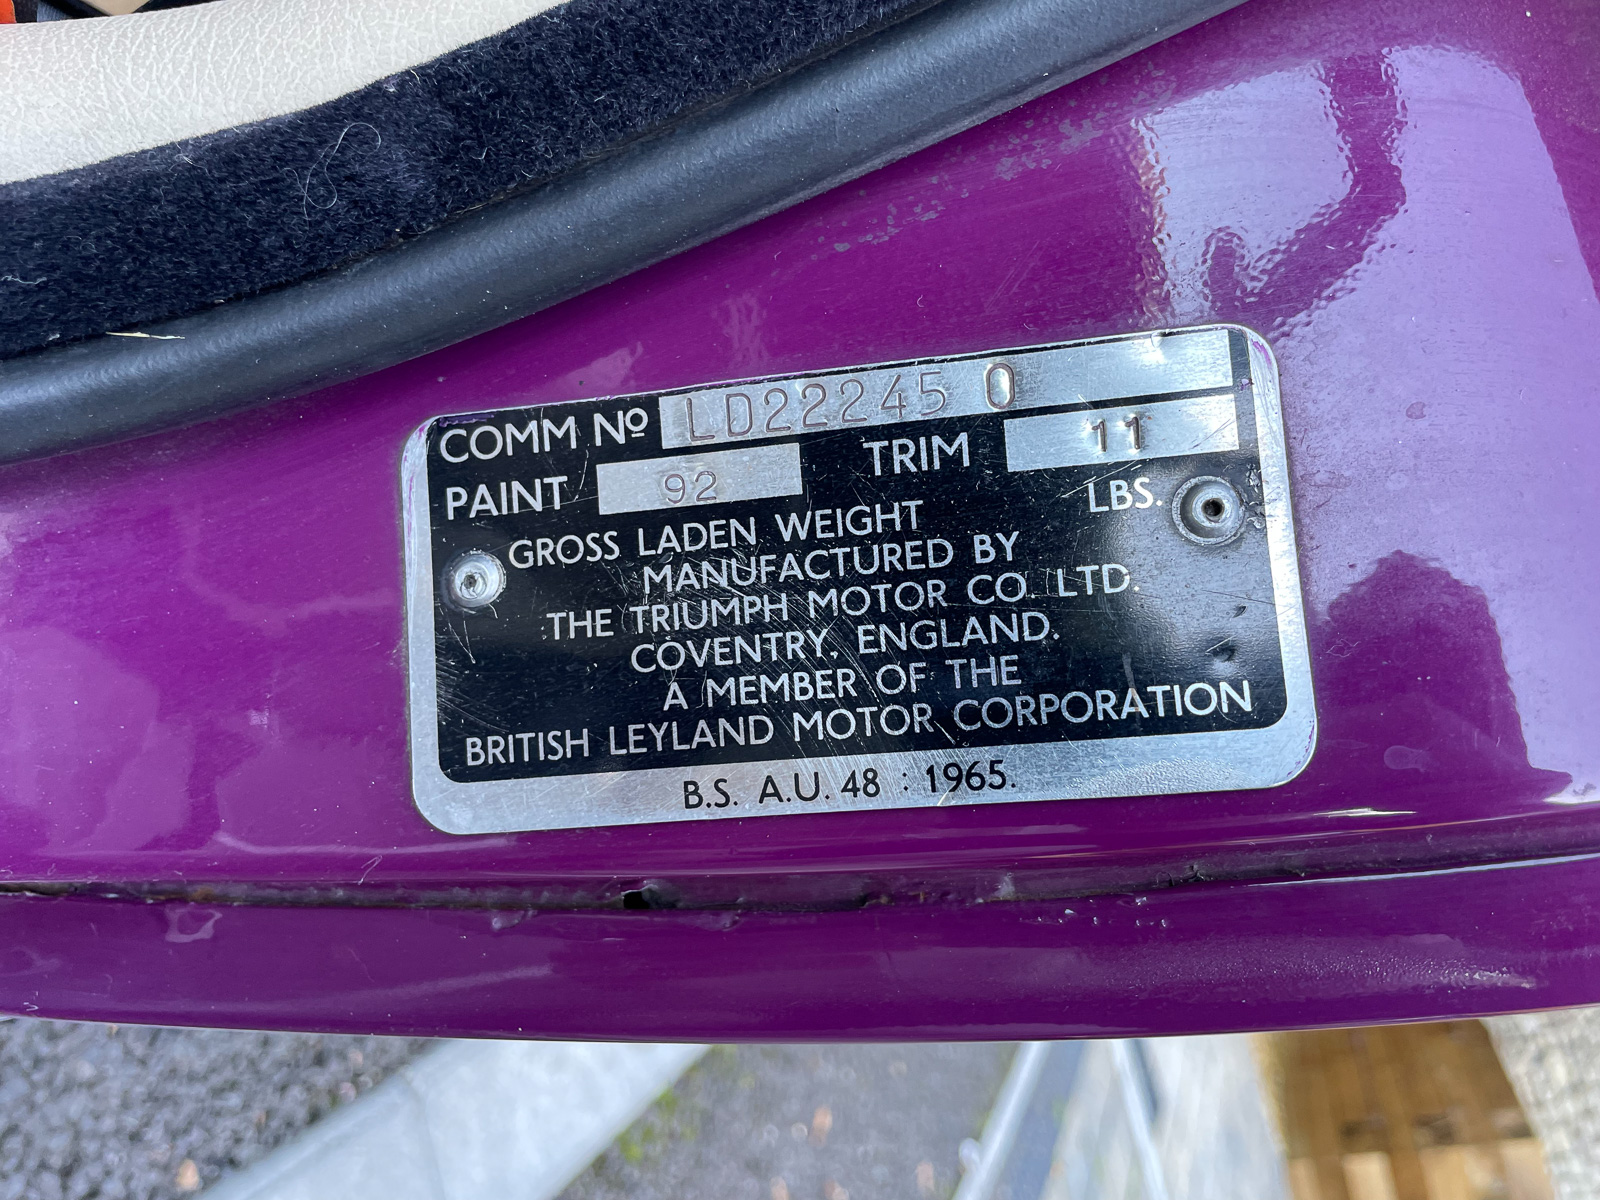 COMM Nº LD22245 O
PAINT 92 TRIM 11
GROSS LADEN WEIGHT LBS.
MANUFACTURED BY
THE TRIUMPH MOTOR CO. LTD.
COVENTRY, ENGLAND.
A MEMBER OF THE
BRITISH LEYLAND MOTOR CORPORATION
B.S. A.U. 48 : 1965.